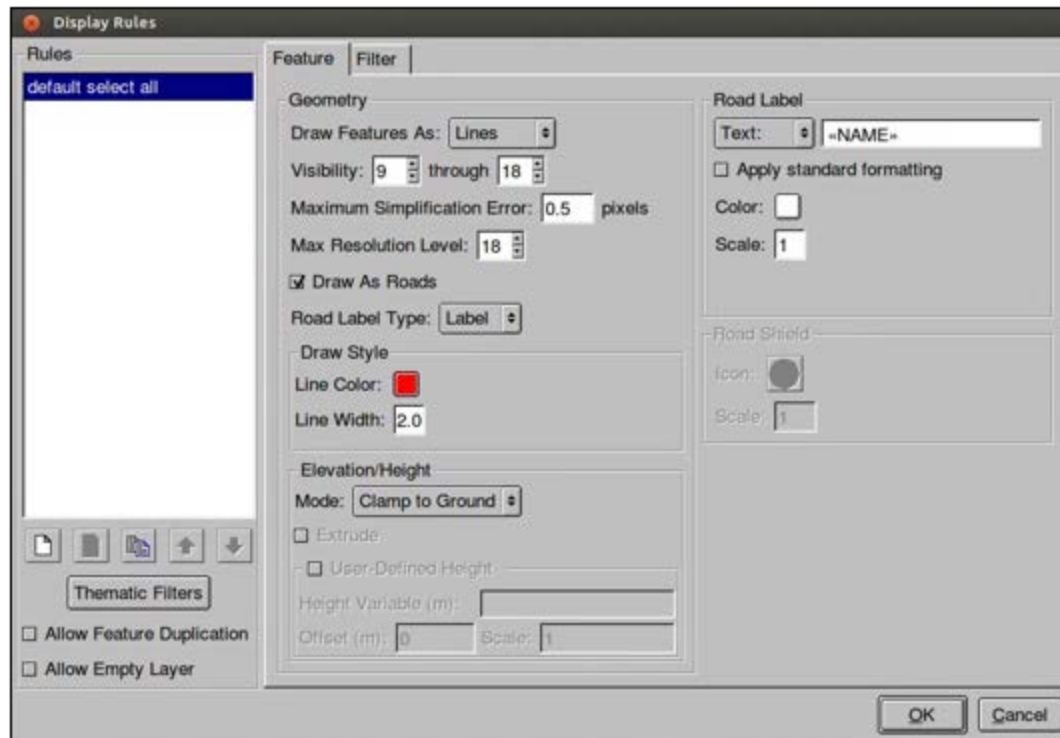 Display Rules
Rules
default select all
Thematic Filters
Allow Feature Duplication
Allow Empty Layer
Feature
Filter
Geometry
Draw Features As: Lines
Visibility: 9 through 18
Maximum Simplification Error: 0.5 pixels
Max Resolution Level: 18
Draw As Roads
Road Label Type: Label
Draw Style
Line Color:
Line Width: 2.0
Elevation/Height
Mode: Clamp to Ground
Extrude
User-Defined Height
Height Variable (m):
Offset (m): 0 Scale: 1
Road Label
Text: «NAME»
Apply standard formatting
Color:
Scale: 1
Road Shield
Icon:
Scale: 1
OK
Cancel